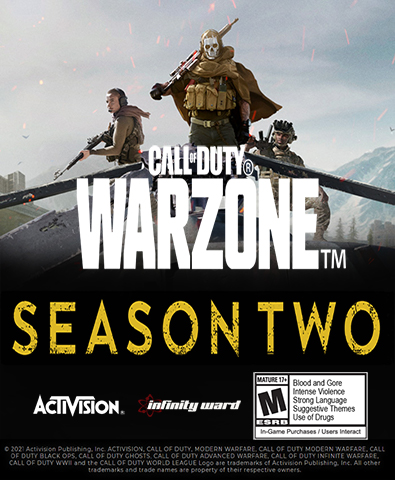 CALL OF DUTY®
WARZONE™
SEASON TWO
ACTIVISION®
infinity ward
MATURE 17+
M
ESRB
Blood and Gore
Intense Violence
Strong Language
Suggestive Themes
Use of Drugs
In-Game Purchases / Users Interact
© 2021 Activision Publishing, Inc. ACTIVISION, CALL OF DUTY, MODERN WARFARE, CALL OF DUTY MODERN WARFARE, CALL
OF DUTY BLACK OPS, CALL OF DUTY GHOSTS, CALL OF DUTY ADVANCED WARFARE, CALL OF DUTY INFINITE WARFARE,
CALL OF DUTY WWII and the CALL OF DUTY WORLD LEAGUE Logo are trademarks of Activision Publishing, Inc. All other
trademarks and trade names are property of their respective owners.